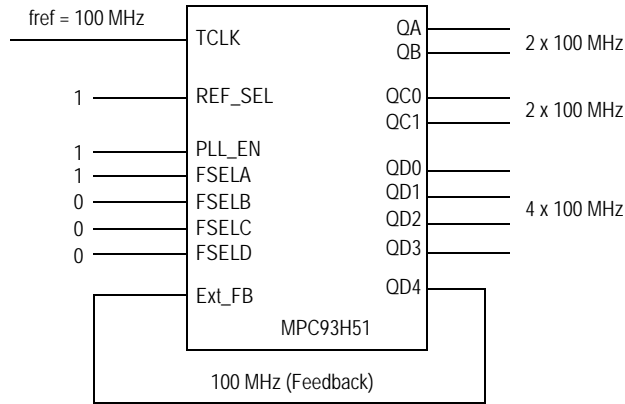 fref = 100 MHz
TCLK
QA
QB
2 x 100 MHz
1
REF_SEL
QC0
QC1
2 x 100 MHz
1
PLL_EN
1
FSELA
0
FSELB
0
FSELC
0
FSELD
QD0
QD1
QD2
QD3
4 x 100 MHz
Ext_FB
QD4
MPC93H51
100 MHz (Feedback)